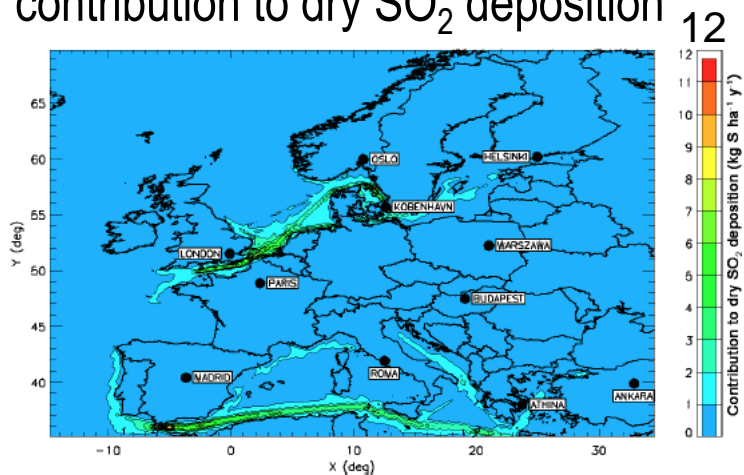 contribution to dry SO₂ deposition
12
12
11
10
9
8
7
6
5
4
3
2
1
0
Contribution to dry SO₂ deposition (kg S ha⁻¹ y⁻¹)
65
60
55
50
45
40
Y (deg)
OSLO
HELSINKI
KOBENHAVN
LONDON
WARSZAWA
PARIS
BUDAPEST
ROMA
MADRID
ANKARA
ATHINA
-10
0
10
20
30
X (deg)